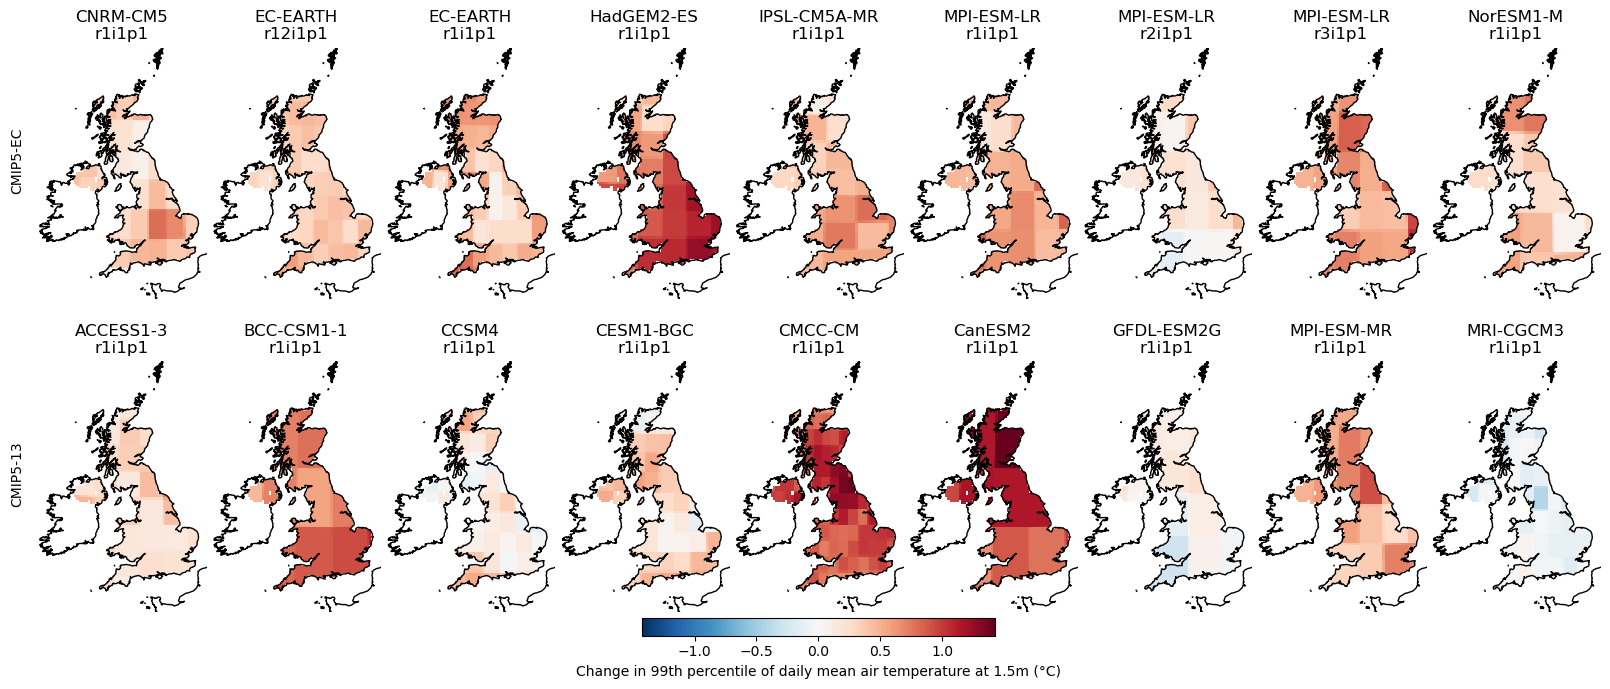 CNRM-CM5
r1i1p1
EC-EARTH
r12i1p1
EC-EARTH
r1i1p1
HadGEM2-ES
r1i1p1
IPSL-CM5A-MR
r1i1p1
MPI-ESM-LR
r1i1p1
MPI-ESM-LR
r2i1p1
MPI-ESM-LR
r3i1p1
NorESM1-M
r1i1p1
CMIP5-EC
ACCESS1-3
r1i1p1
BCC-CSM1-1
r1i1p1
CCSM4
r1i1p1
CESM1-BGC
r1i1p1
CMCC-CM
r1i1p1
CanESM2
r1i1p1
GFDL-ESM2G
r1i1p1
MPI-ESM-MR
r1i1p1
MRI-CGCM3
r1i1p1
CMIP5-13
−1.0 −0.5 0.0 0.5 1.0
Change in 99th percentile of daily mean air temperature at 1.5m (°C)